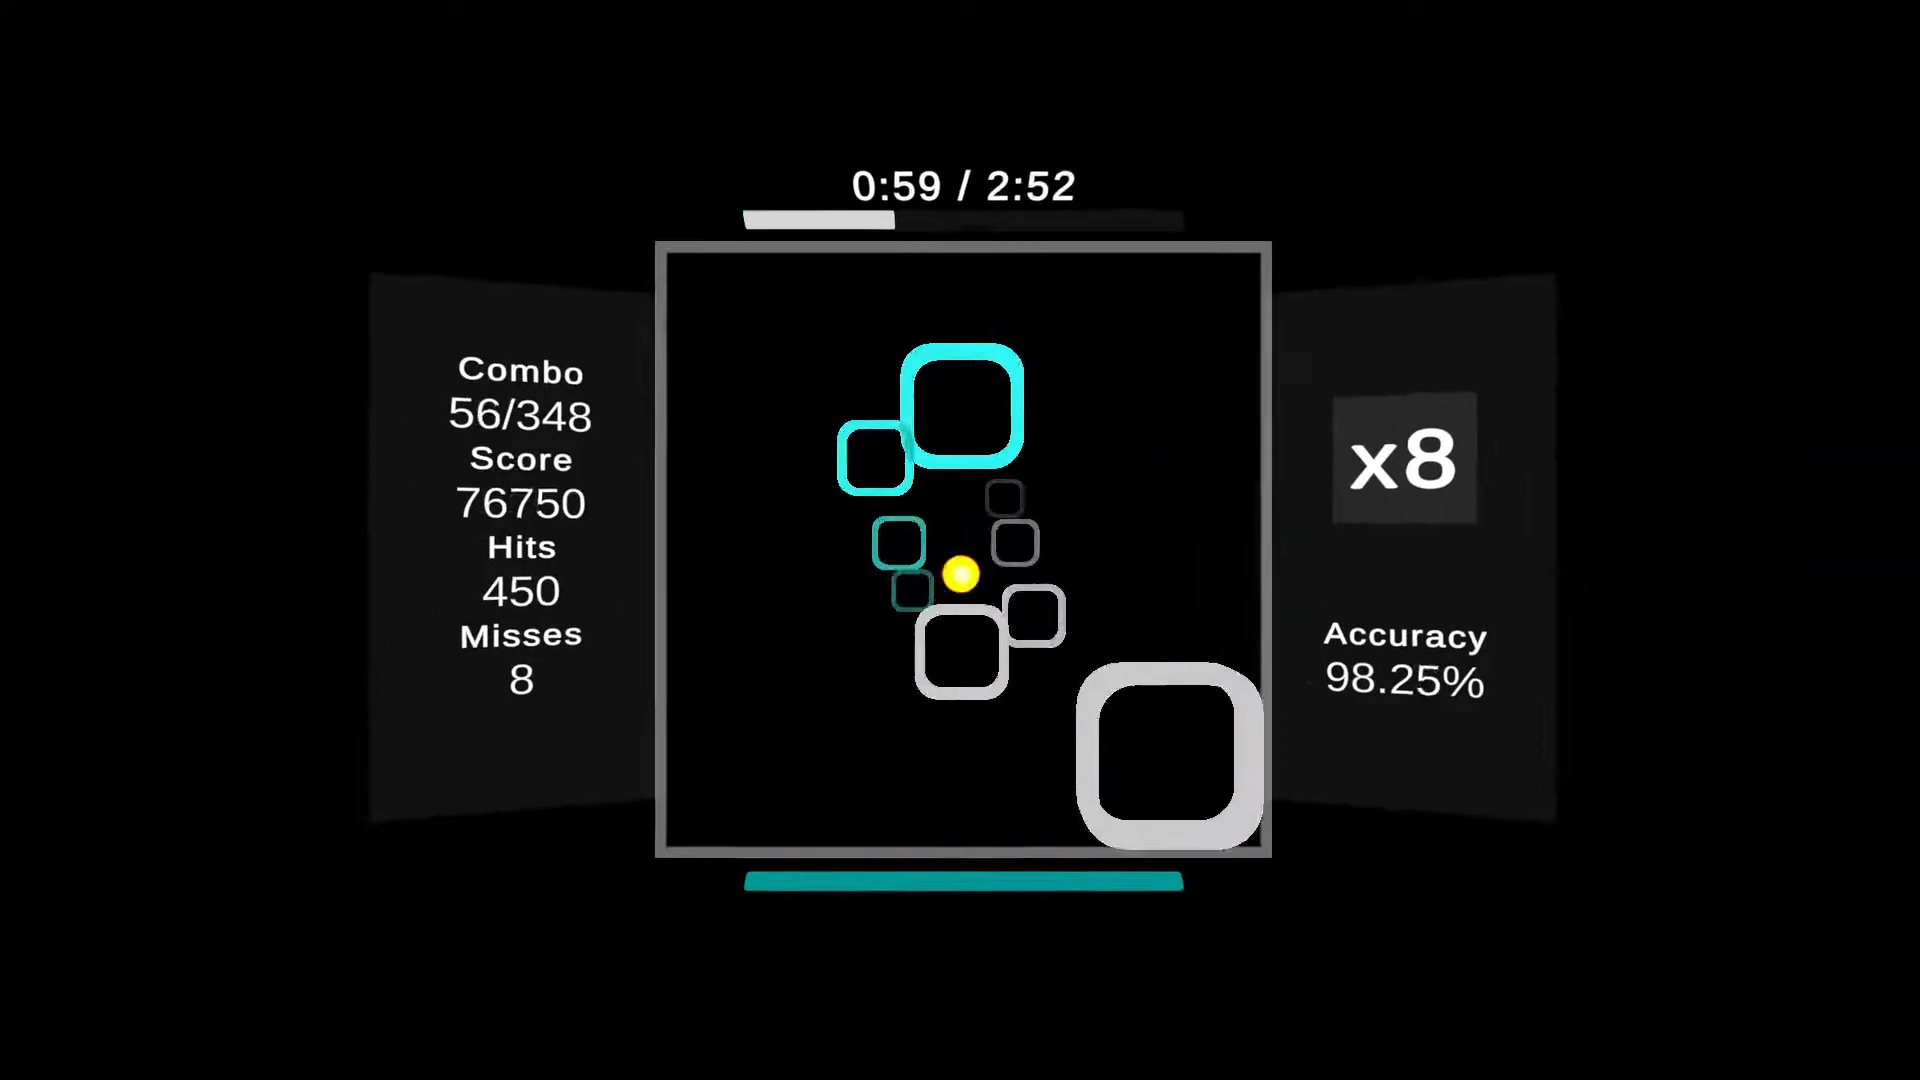 0:59 / 2:52
Combo
56/348
Score
76750
Hits
450
Misses
8
x8
Accuracy
98.25%